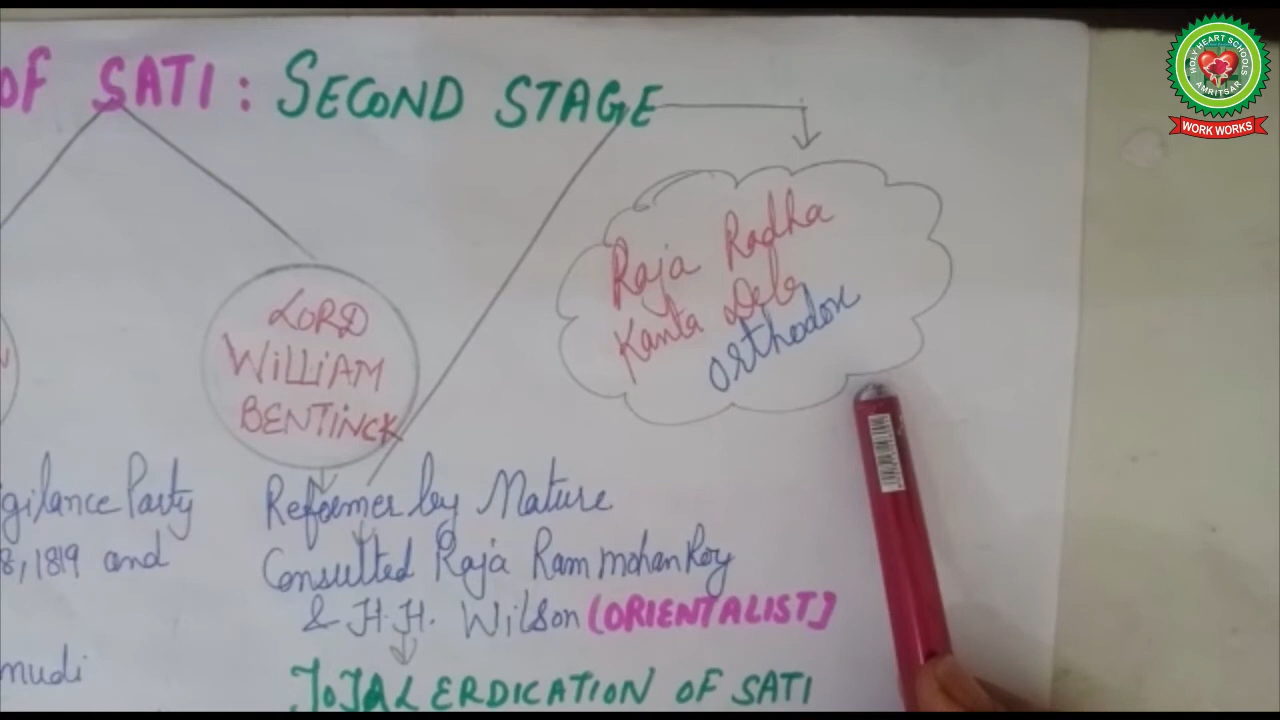 OF SATI: SECOND STAGE
Raja Radha
Kanta Deb
orthodox
LORD
WILLIAM
BENTINCK
gilance Party
8, 1819 and
mudi
Reformer by Nature
Consulted Raja Rammohan Roy
& H.H. Wilson (ORIENTALIST)
TOTAL ERDICATION OF SATI
HOLY HEART SCHOOLS
AMRITSAR
WORK WORKS